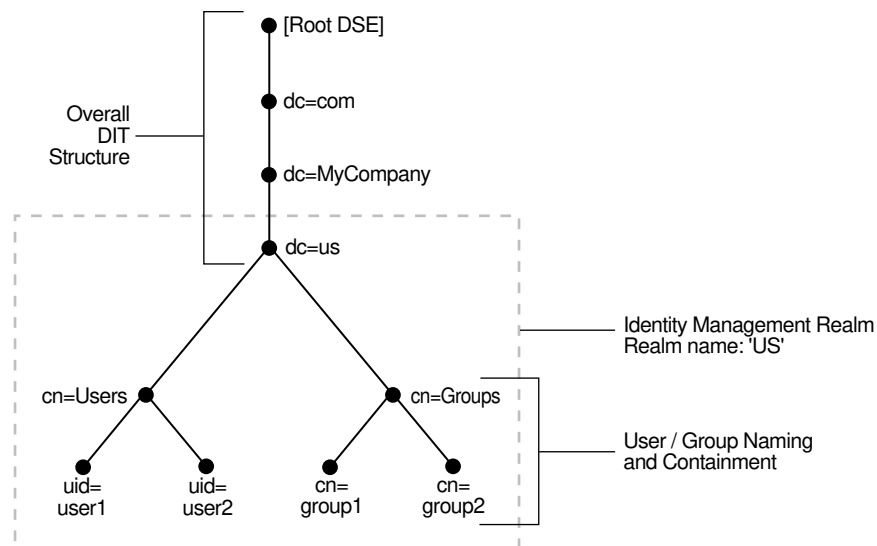 [Root DSE]
dc=com
Overall
DIT
Structure
dc=MyCompany
dc=us
Identity Management Realm
Realm name: 'US'
cn=Users
cn=Groups
User / Group Naming
and Containment
uid=
user1
uid=
user2
cn=
group1
cn=
group2